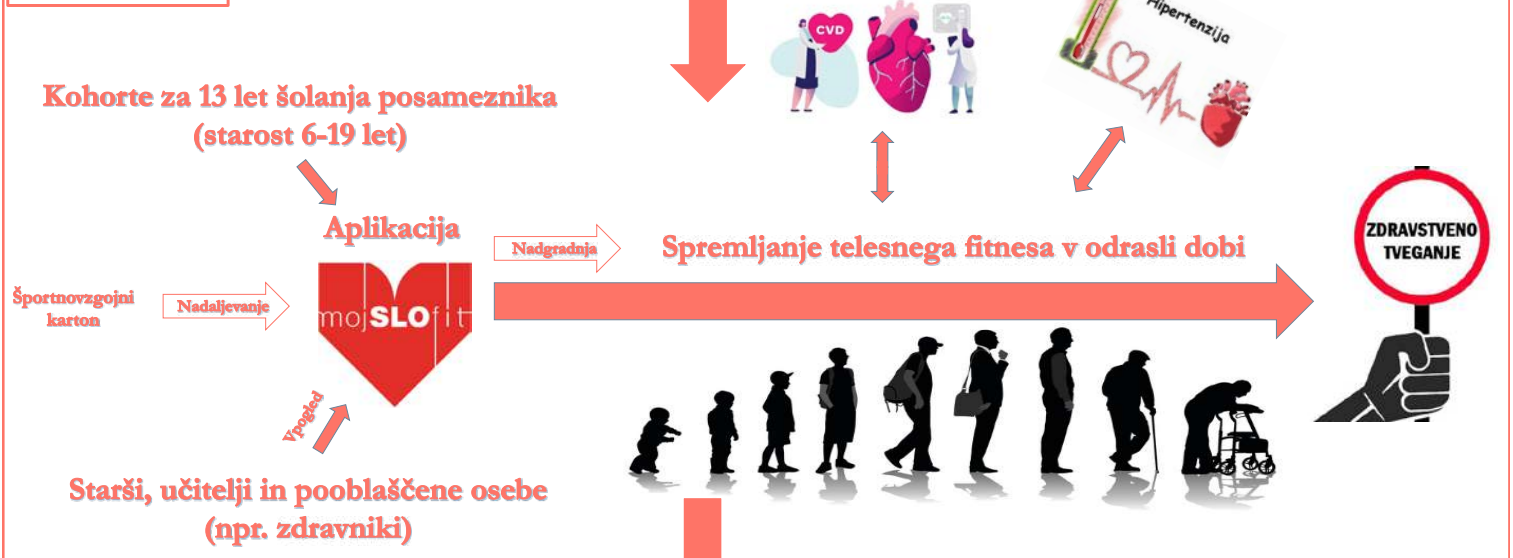 CVD
Hipertenzija
Kohorte za 13 let šolanja posameznika
(starost 6-19 let)
Aplikacija
Nadgradnja
Spremljanje telesnega fitnesa v odrasli dobi
ZDRAVSTVENO
TVEGANJE
Športnovzgojni
karton
Nadaljevanje
mojSLOfit
Vpogled
Starši, učitelji in pooblaščene osebe
(npr. zdravniki)